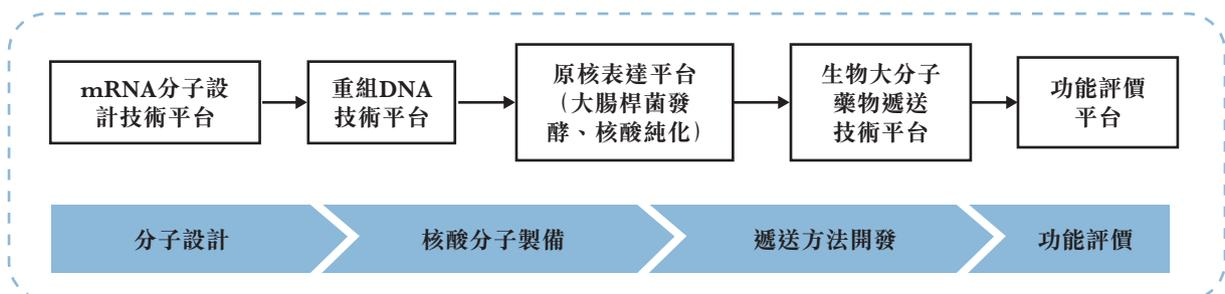 mRNA分子設
計技術平台
重組DNA
技術平台
原核表達平台
（大腸桿菌發
酵、核酸純化）
生物大分子
藥物遞送
技術平台
功能評價
平台
分子設計
核酸分子製備
遞送方法開發
功能評價